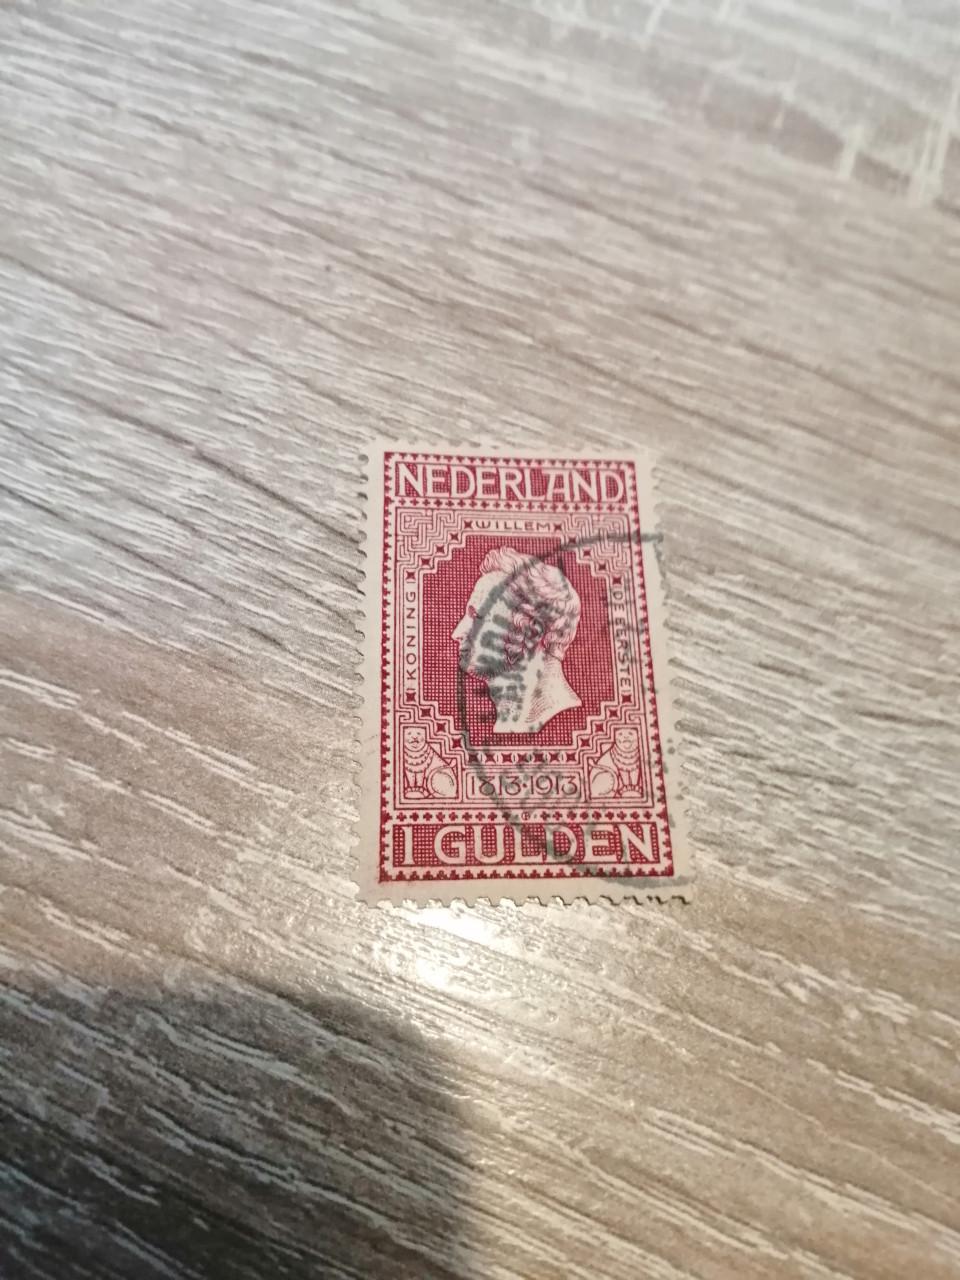 NEDERLAND
WILLEM
KONING
DE EERSTE
1813·1913
1 GULDEN